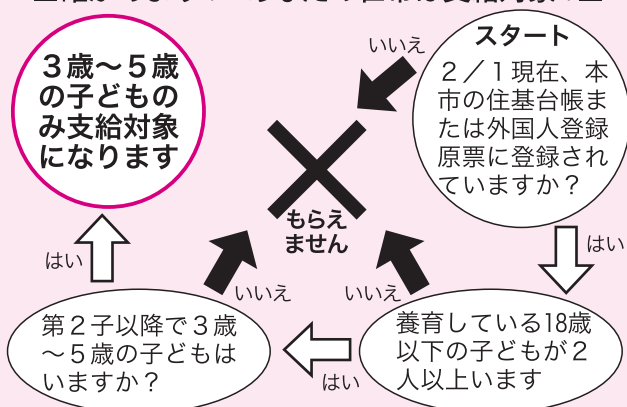 スタート
２／１現在、本
市の住基台帳ま
たは外国人登録
原票に登録され
ていますか？
いいえ
はい
養育している18歳
以下の子どもが２
人以上います
いいえ
はい
第２子以降で３歳
～５歳の子どもは
いますか？
いいえ
はい
もらえ
ません
３歳～５歳
の子どもの
み支給対象
になります